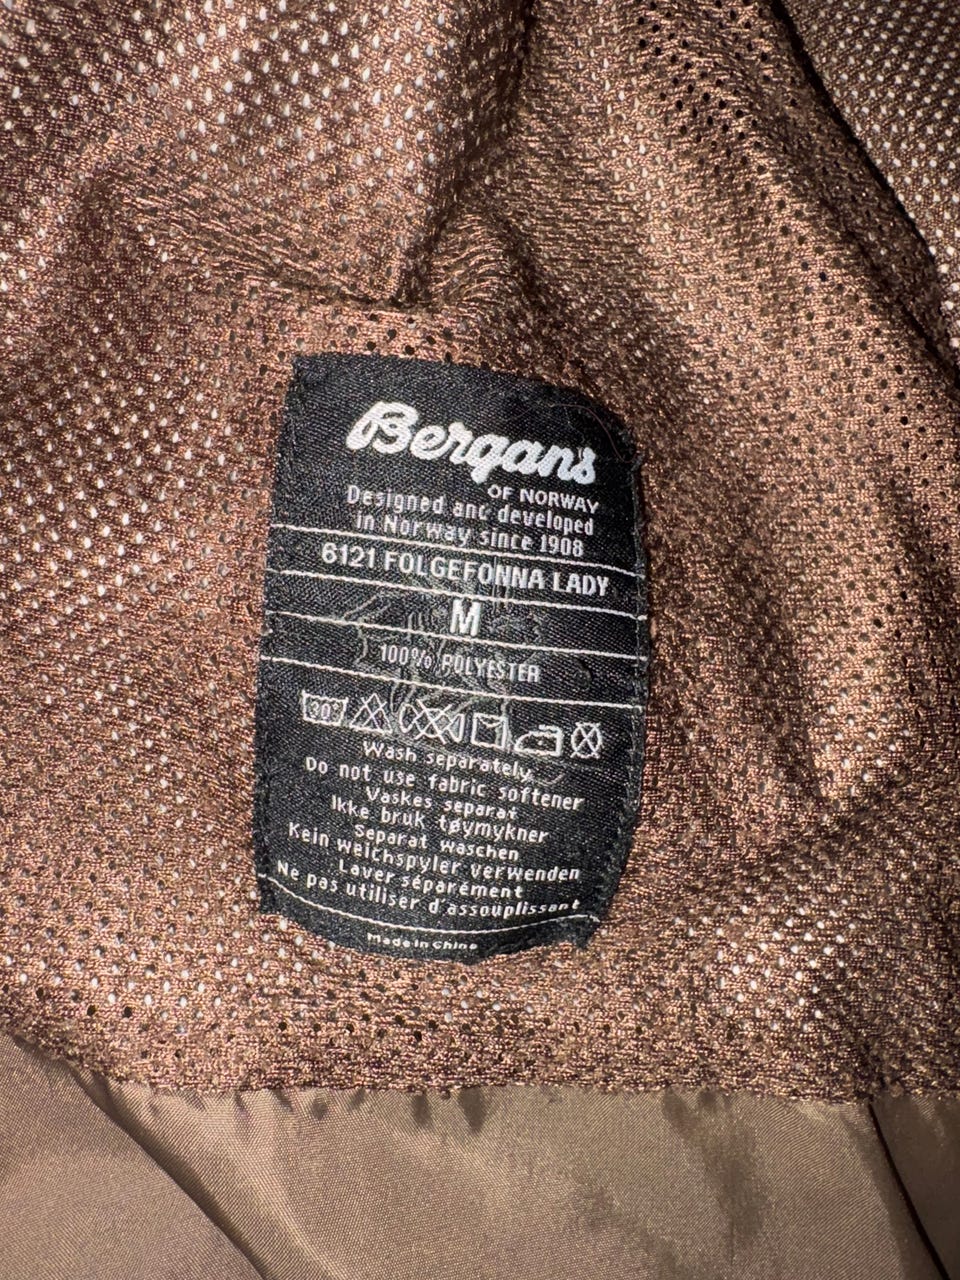 Bergans
OF NORWAY
Designed and developed
in Norway since 1908
6121 FOLGEFONNA LADY
M
100% POLYESTER
30°
Wash separately
Do not use fabric softener
Vaskes separat
Ikke bruk tøymykner
Separat waschen
Kein Weichspyler verwenden
Laver séparément
Ne pas utiliser d'assouplissant
Made in China